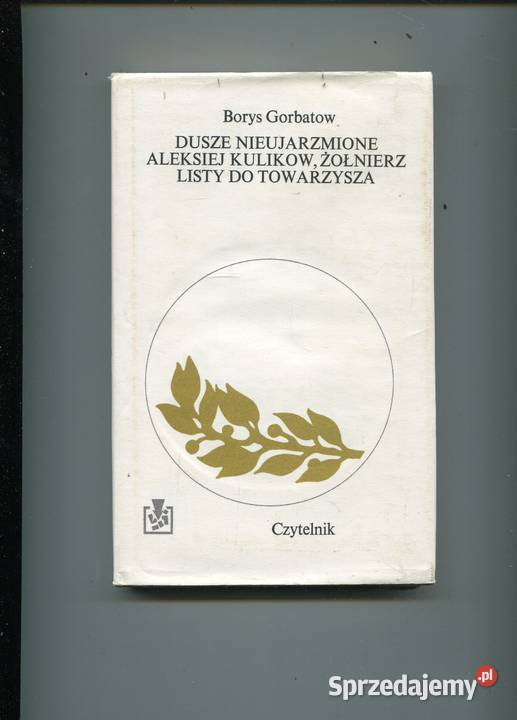 Borys Gorbatow
DUSZE NIEUJARZMIONE
ALEKSIEJ KULIKOW, ŻOŁNIERZ
LISTY DO TOWARZYSZA
Czytelnik
Sprzedajemy.pl